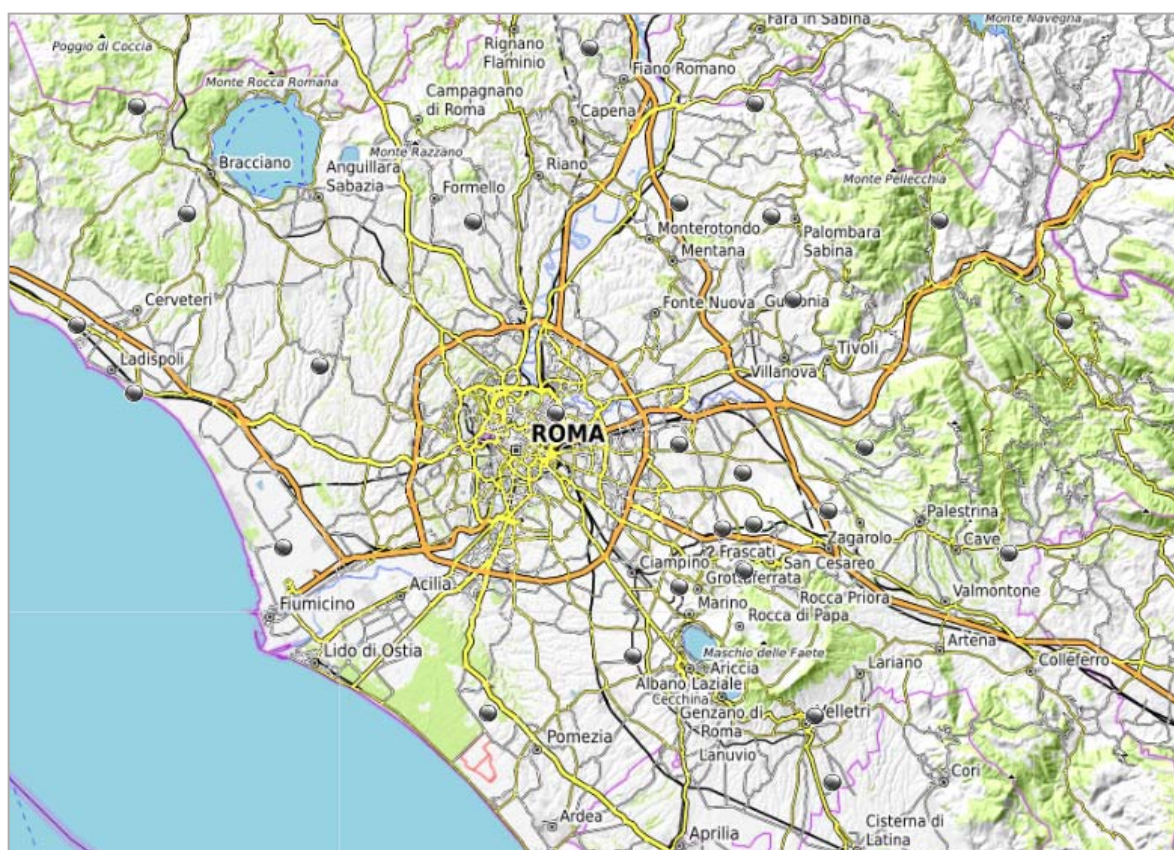 Fara in Sabina
Monte Navegna
Poggio di Coccia
Rignano
Flaminio
Fiano Romano
Monte Rocca Romana
Campagnano
di Roma
Capena
Monte Razzano
Bracciano
Anguillara
Sabazia
Riano
Formello
Monte Pellecchia
Monterotondo
Palombara
Sabina
Mentana
Cerveteri
Fonte Nuova
Ladispoli
Tivoli
Villanova
ROMA
Palestrina
Zagarolo
Cave
Frascati
Ciampino
San Cesareo
Grottaferrata
Acilia
Fiumicino
Marino
Rocca Priora
Valmontone
Rocca di Papa
Artena
Lido di Ostia
Maschio delle Faete
Ariccia
Lariano
Colleferro
Albano Laziale
Cecchina
Genzano di
Roma
Velletri
Pomezia
Lanuvio
Cori
Ardea
Aprilia
Cisterna di
Latina